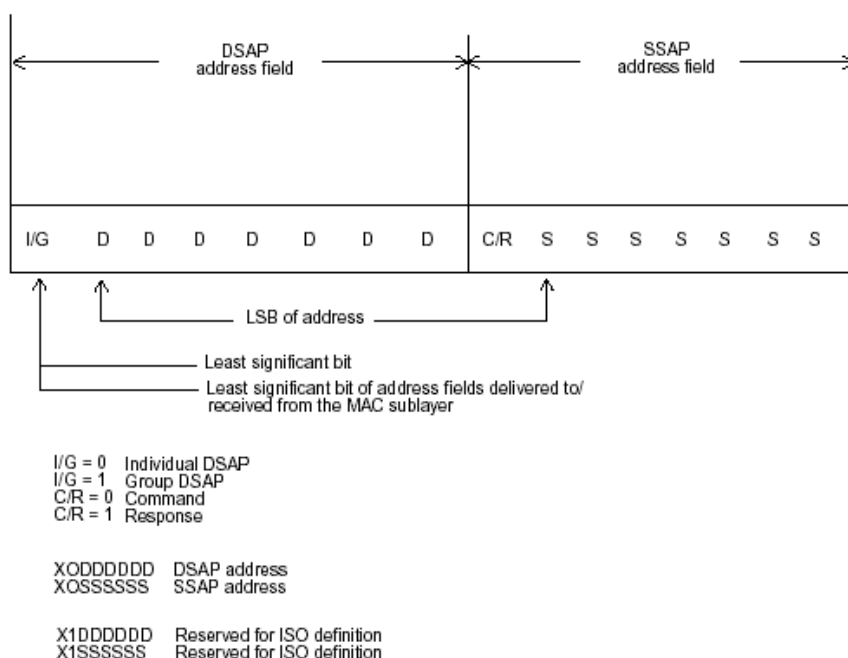 DSAP
address field
SSAP
address field
I/G D D D D D D D C/R S S S S S S S
LSB of address
Least significant bit
Least significant bit of address fields delivered to/
received from the MAC sublayer
I/G = 0 Individual DSAP
I/G = 1 Group DSAP
C/R = 0 Command
C/R = 1 Response
XODDDDDD DSAP address
XOSSSSSS SSAP address
X1DDDDDD Reserved for ISO definition
X1SSSSSS Reserved for ISO definition